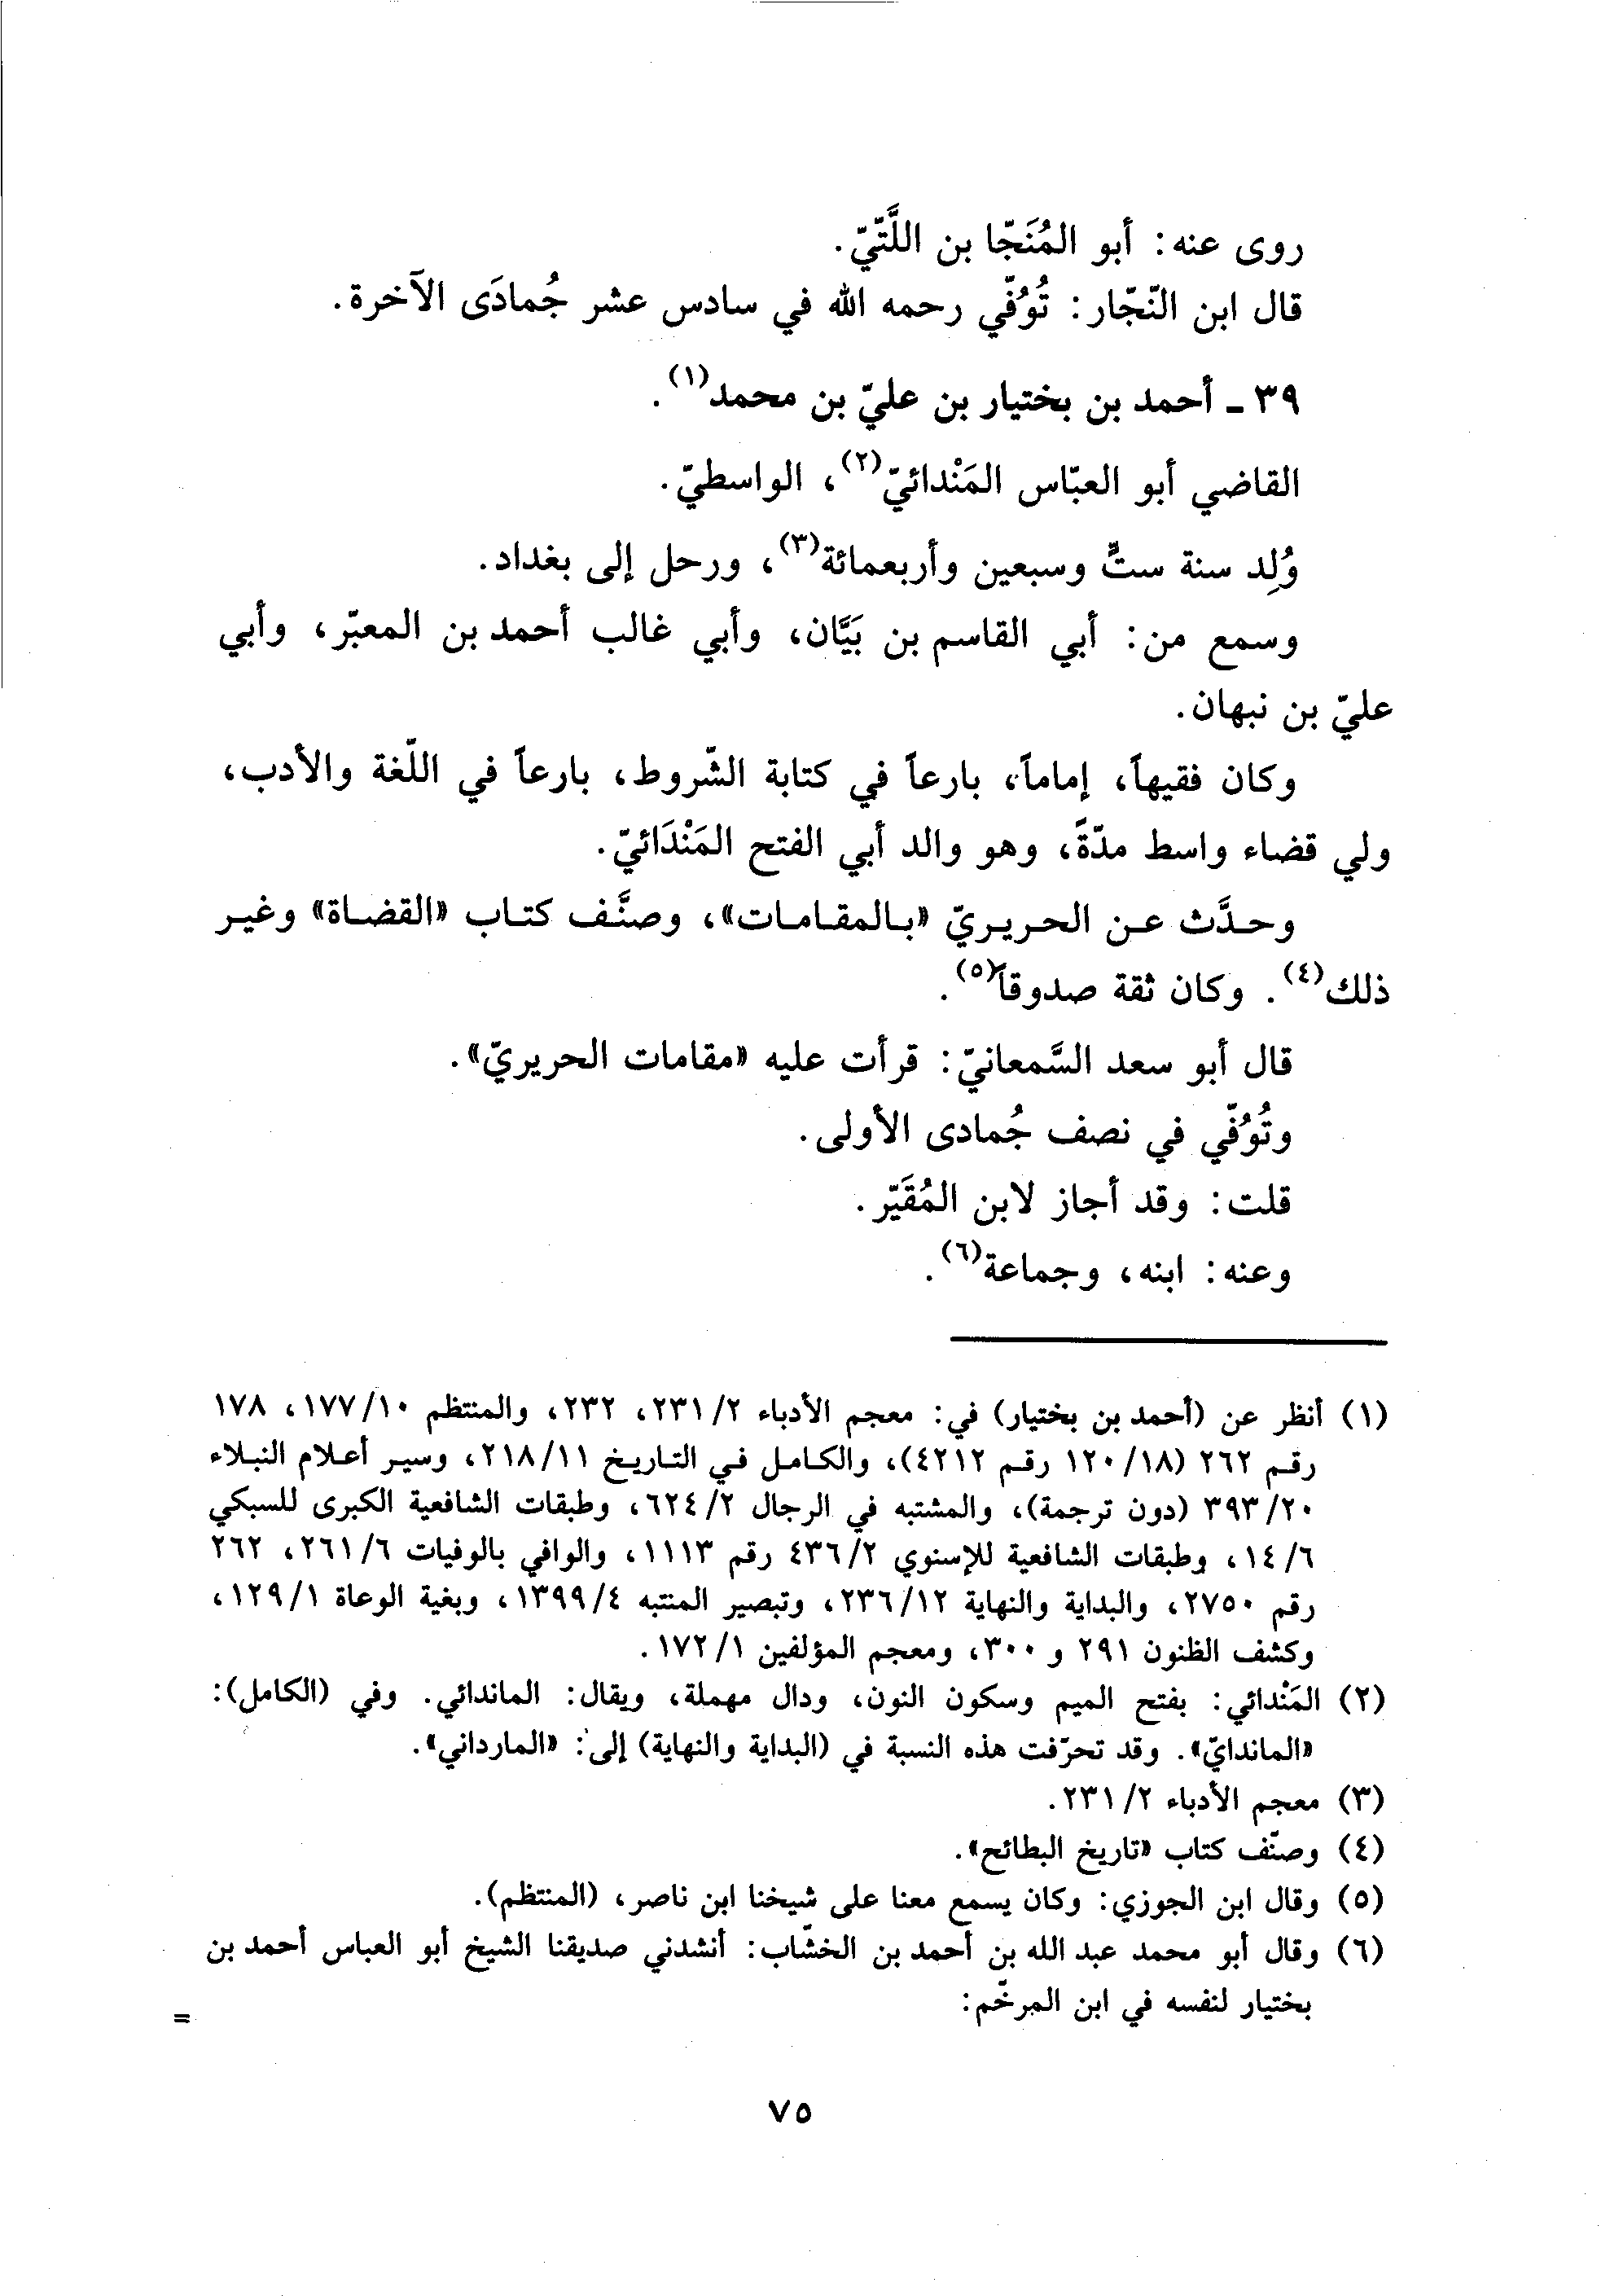 روى عنه: أبو المُنَجّا بن اللَّتّيّ.
قال ابن النّجّار: تُوُفّي رحمه الله في سادس عشر جُمادَى الآخرة.
٣٩ - أحمد بن بختيار بن عليّ بن محمد(١).
القاضي أبو العبّاس المَنْدائيّ(٢)، الواسطيّ.
وُلِد سنة ستٍّ وسبعين وأربعمائة(٣)، ورحل إلى بغداد.
وسمع من: أبي القاسم بن بَيَّان، وأبي غالب أحمد بن المعبّر، وأبي
عليّ بن نبهان.
وكان فقيهاً، إماماً، بارعاً في كتابة الشّروط، بارعاً في اللّغة والأدب،
ولي قضاء واسط مدّةً، وهو والد أبي الفتح المَنْدَائيّ.
وحدَّث عن الحريريّ «بالمقامات»، وصنَّف كتاب «القضاة» وغير
ذلك(٤). وكان ثقة صدوقاً(٥).
قال أبو سعد السَّمعانيّ: قرأت عليه «مقامات الحريريّ».
وتُوُفّي في نصف جُمادى الأولى.
قلت: وقد أجاز لابن المُقَيّر.
وعنه: ابنه، وجماعة(٦).
(١) أنظر عن (أحمد بن بختيار) في: معجم الأدباء ٢/٢٣١، ٢٣٢، والمنتظم ١٠/١٧٧، ١٧٨
رقم ٢٦٢ (١٨/١٢٠ رقم ٤٢١٢)، والكامل في التاريخ ١١/٢١٨، وسير أعلام النبلاء
٢٠/٣٩٣ (دون ترجمة)، والمشتبه في الرجال ٢/٦٢٤، وطبقات الشافعية الكبرى للسبكي
٦/١٤، وطبقات الشافعية للإسنوي ٢/٤٣٦ رقم ١١١٣، والوافي بالوفيات ٦/٢٦١، ٢٦٢
رقم ٢٧٥٠، والبداية والنهاية ١٢/٢٣٦، وتبصير المنتبه ٤/١٣٩٩، وبغية الوعاة ١/١٢٩،
وكشف الظنون ٢٩١ و ٣٠٠، ومعجم المؤلفين ١/١٧٢.
(٢) المَنْدائي: بفتح الميم وسكون النون، ودال مهملة، ويقال: الماندائي. وفي (الكامل):
«الماندايّ». وقد تحرّفت هذه النسبة في (البداية والنهاية) إلى: «المارداني».
(٣) معجم الأدباء ٢/٢٣١.
(٤) وصنّف كتاب «تاريخ البطائح».
(٥) وقال ابن الجوزي: وكان يسمع معنا على شيخنا ابن ناصر، (المنتظم).
(٦) وقال أبو محمد عبد الله بن أحمد بن الخشّاب: أنشدني صديقنا الشيخ أبو العباس أحمد بن
بختيار لنفسه في ابن المرخّم:
=
٧٥